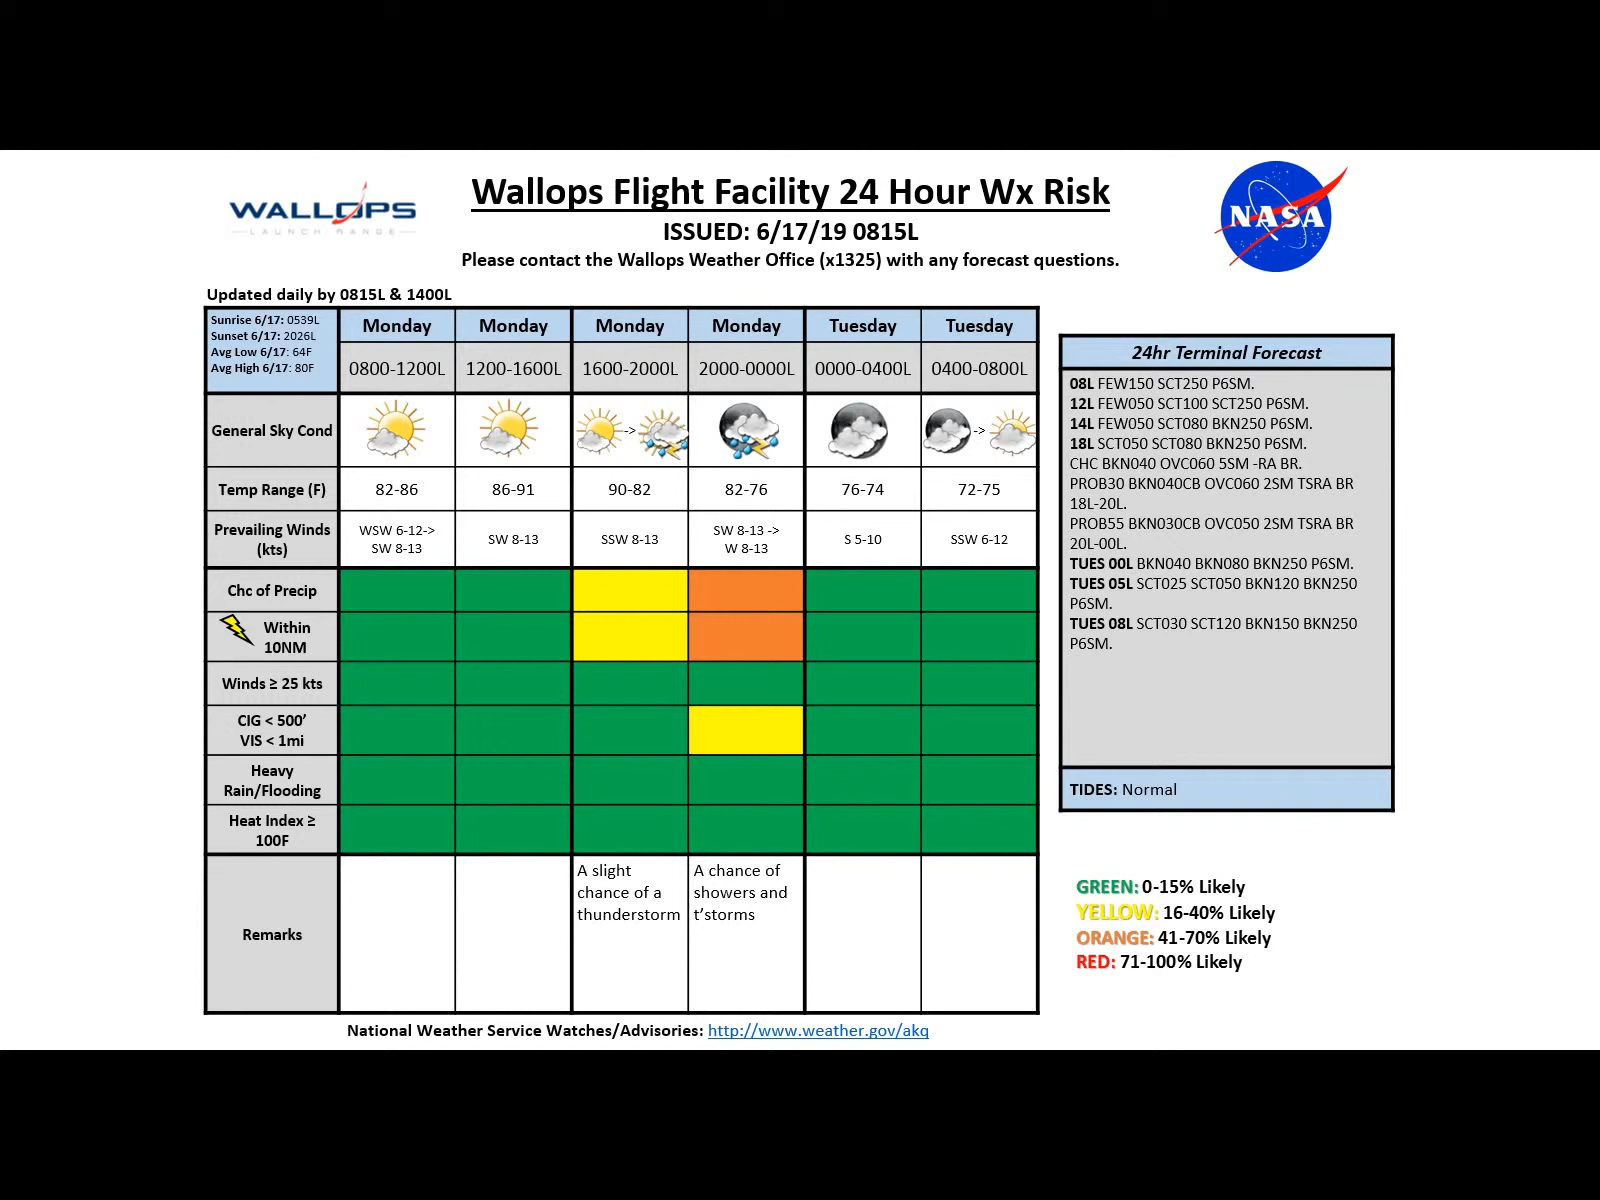 WALLOPS
LAUNCH RANGE
Wallops Flight Facility 24 Hour Wx Risk
ISSUED: 6/17/19 0815L
Please contact the Wallops Weather Office (x1325) with any forecast questions.
NASA
Updated daily by 0815L & 1400L
Sunrise 6/17: 0539L
Sunset 6/17: 2026L
Avg Low 6/17: 64F
Avg High 6/17: 80F
Monday Monday Monday Monday Tuesday Tuesday
0800-1200L 1200-1600L 1600-2000L 2000-0000L 0000-0400L 0400-0800L
General Sky Cond
-> ->
Temp Range (F) 82-86 86-91 90-82 82-76 76-74 72-75
Prevailing Winds
(kts)
WSW 6-12->
SW 8-13
SW 8-13
SSW 8-13
SW 8-13 ->
W 8-13
S 5-10
SSW 6-12
Chc of Precip
Within
10NM
Winds ≥ 25 kts
CIG < 500’
VIS < 1mi
Heavy
Rain/Flooding
Heat Index ≥
100F
Remarks
A slight
chance of a
thunderstorm
A chance of
showers and
t’storms
National Weather Service Watches/Advisories: http://www.weather.gov/akq
24hr Terminal Forecast
08L FEW150 SCT250 P6SM.
12L FEW050 SCT100 SCT250 P6SM.
14L FEW050 SCT080 BKN250 P6SM.
18L SCT050 SCT080 BKN250 P6SM.
CHC BKN040 OVC060 5SM -RA BR.
PROB30 BKN040CB OVC060 2SM TSRA BR
18L-20L.
PROB55 BKN030CB OVC050 2SM TSRA BR
20L-00L.
TUES 00L BKN040 BKN080 BKN250 P6SM.
TUES 05L SCT025 SCT050 BKN120 BKN250
P6SM.
TUES 08L SCT030 SCT120 BKN150 BKN250
P6SM.
TIDES: Normal
GREEN: 0-15% Likely
YELLOW: 16-40% Likely
ORANGE: 41-70% Likely
RED: 71-100% Likely